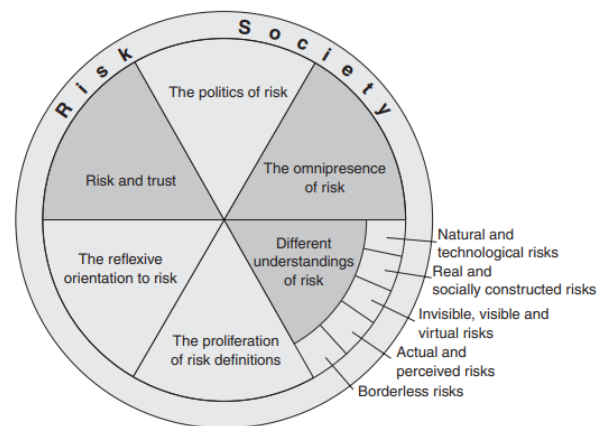 Risk Society
The politics of risk
The omnipresence
of risk
Risk and trust
Different
understandings
of risk
The reflexive
orientation to risk
The proliferation
of risk definitions
Natural and
technological risks
Real and
socially constructed risks
Invisible, visible and
virtual risks
Actual and
perceived risks
Borderless risks